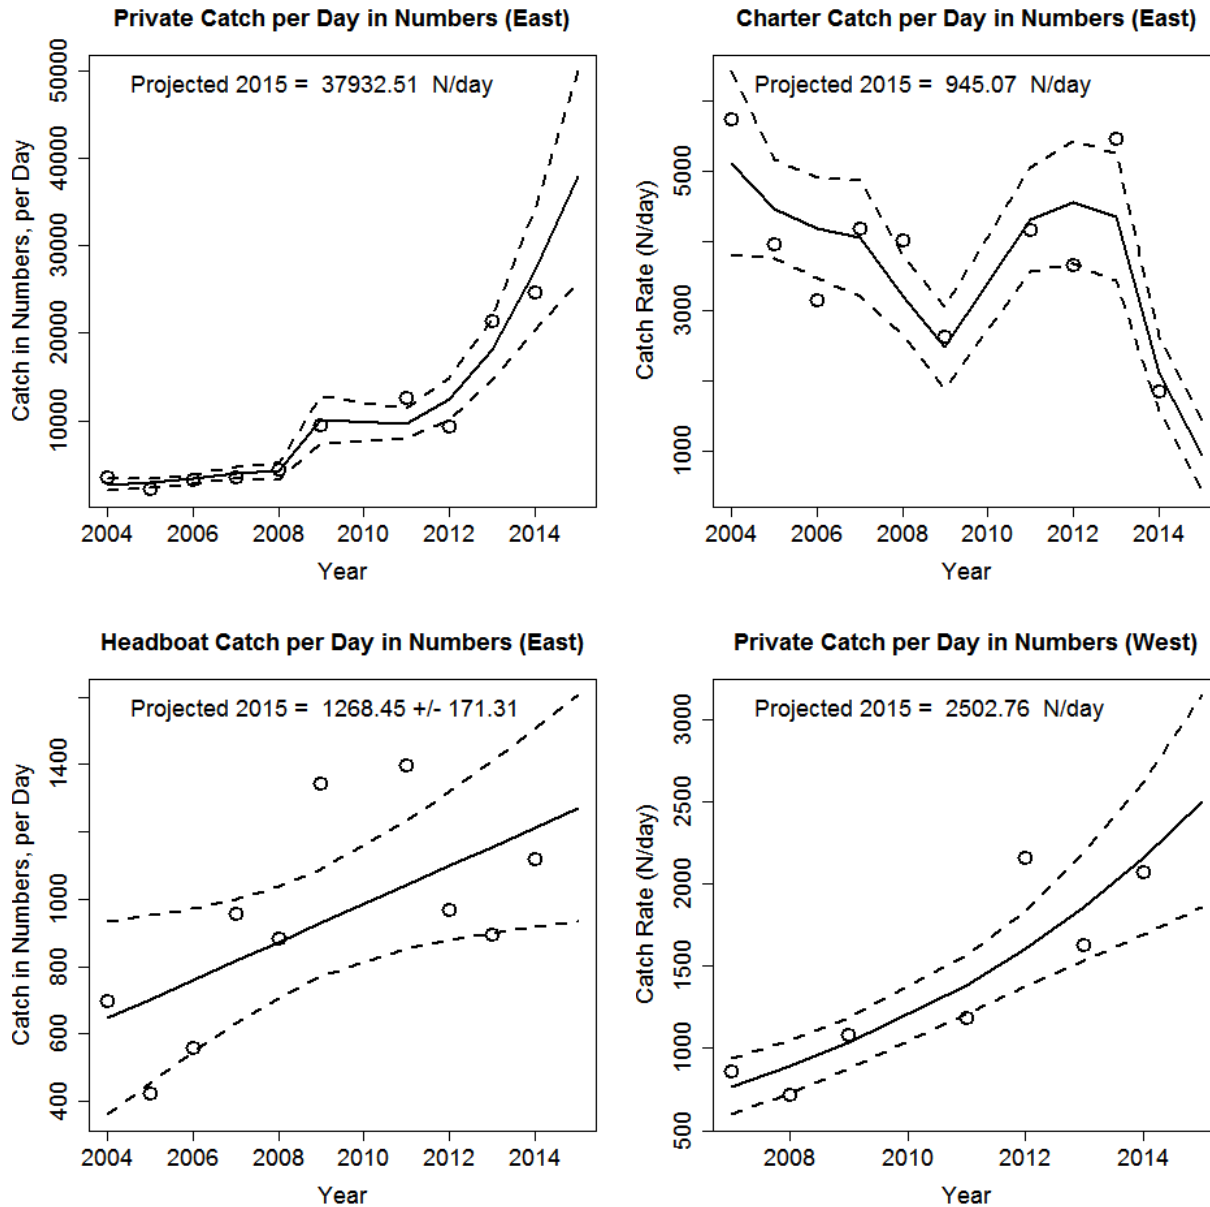 Private Catch per Day in Numbers (East)
Projected 2015 = 37932.51 N/day
Catch in Numbers, per Day
50000
40000
30000
20000
10000
2004 2006 2008 2010 2012 2014
Year
Charter Catch per Day in Numbers (East)
Projected 2015 = 945.07 N/day
Catch Rate (N/day)
5000
3000
1000
2004 2006 2008 2010 2012 2014
Year
Headboat Catch per Day in Numbers (East)
Projected 2015 = 1268.45 +/- 171.31
Catch in Numbers, per Day
1400
1000
800
600
400
2004 2006 2008 2010 2012 2014
Year
Private Catch per Day in Numbers (West)
Projected 2015 = 2502.76 N/day
Catch Rate (N/day)
3000
2500
2000
1500
1000
500
2008 2010 2012 2014
Year